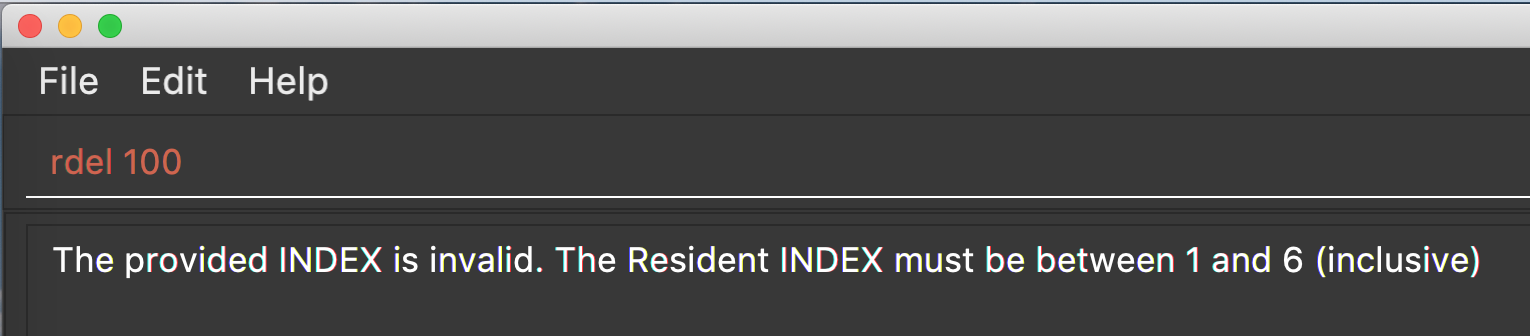 File Edit Help
rdel 100
The provided INDEX is invalid. The Resident INDEX must be between 1 and 6 (inclusive)